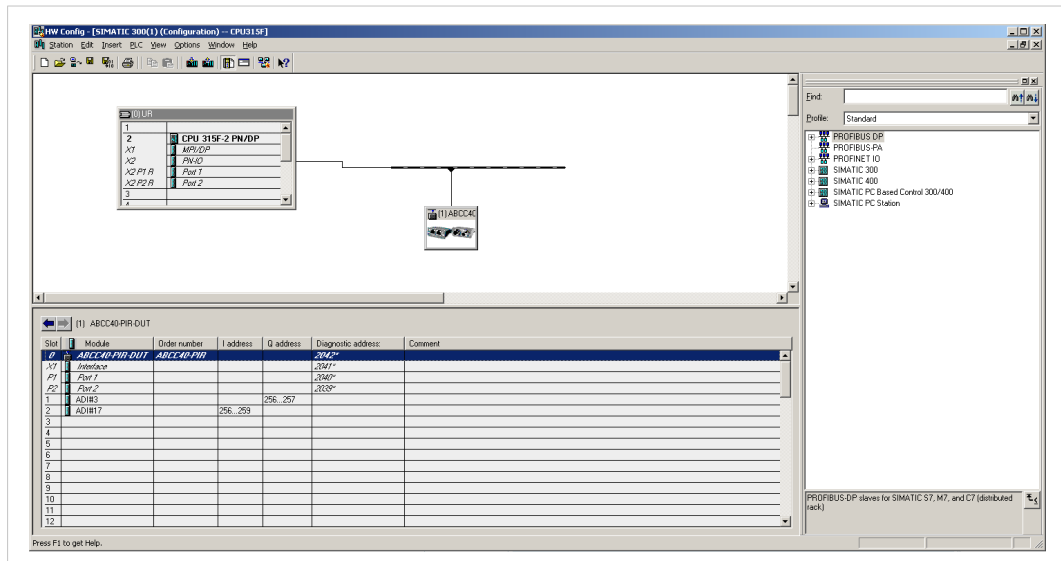 HW Config - [SIMATIC 300(1) (Configuration) -- CPU315F]
Station Edit Insert PLC View Options Window Help
(0) UR
1
2 CPU 315F-2 PN/DP
X1 MPI/DP
X2 PN-IO
X2 P1 R Port 1
X2 P2 R Port 2
3
(1) ABCC40
Find:
Profile: Standard
PROFIBUS DP
PROFIBUS-PA
PROFINET IO
SIMATIC 300
SIMATIC 400
SIMATIC PC Based Control 300/400
SIMATIC PC Station
(1) ABCC40-PIR-DUT
Slot Module Order number I address Q address Diagnostic address: Comment
0 ABCC40-PIR-DUT ABCC40-PIR 2042*
X1 Interface 2041*
P1 Port 1 2040*
P2 Port 2 2039*
1 ADI#3 256...257
2 ADI#17 256...259
3
4
5
6
7
8
9
10
11
12
PROFIBUS-DP slaves for SIMATIC S7, M7, and C7 (distributed
rack)
Press F1 to get Help.